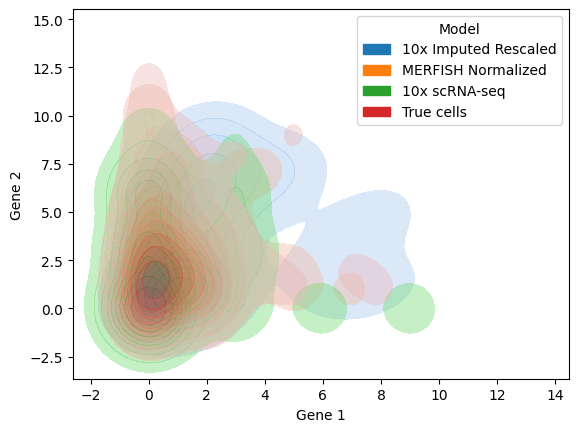 15.0
12.5
10.0
7.5
5.0
2.5
0.0
−2.5
Gene 2
−2 0 2 4 6 8 10 12 14
Gene 1
Model
10x Imputed Rescaled
MERFISH Normalized
10x scRNA-seq
True cells